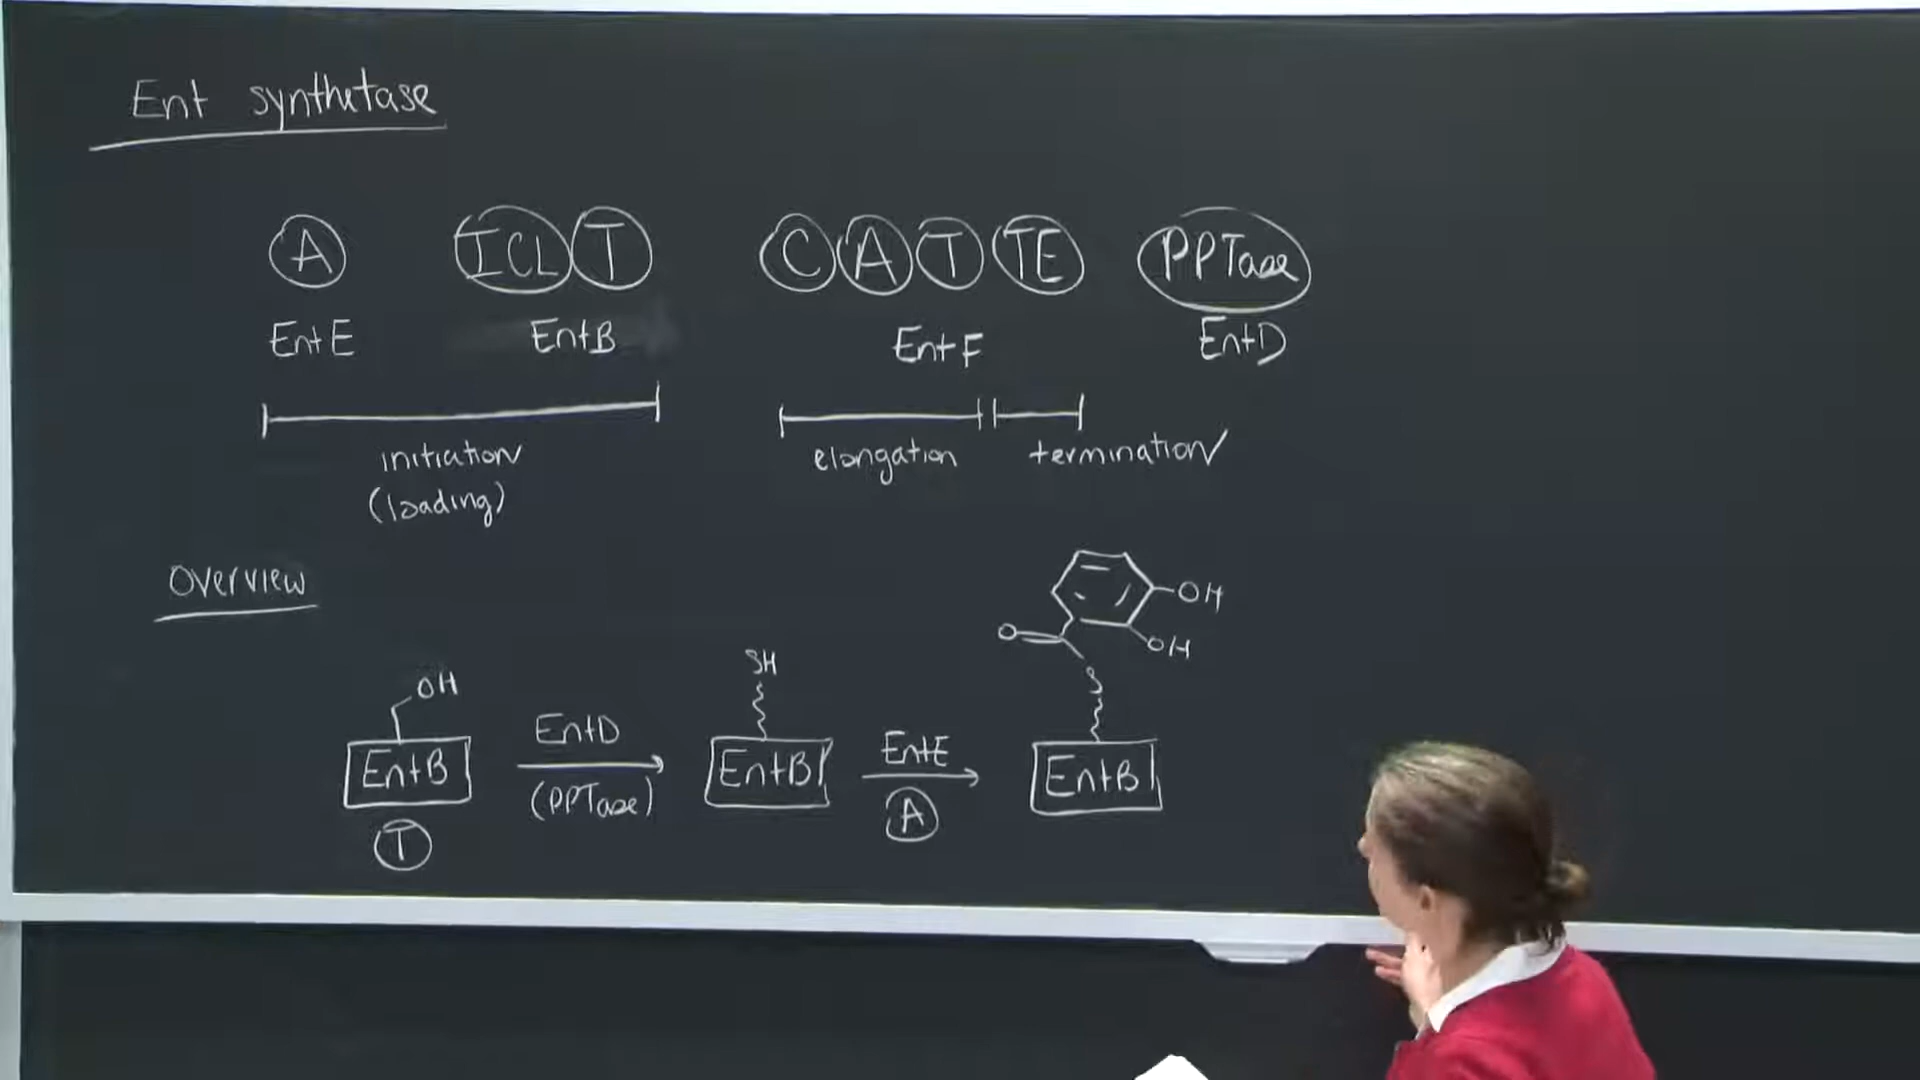 Ent synthetase
A ICL T C A T TE PPTase
EntE EntB EntF EntD
initiation elongation termination
(loading)
Overview
OH
O OH
SH
OH S
EntD EntE
EntB EntB EntB
(PPTase) A
T